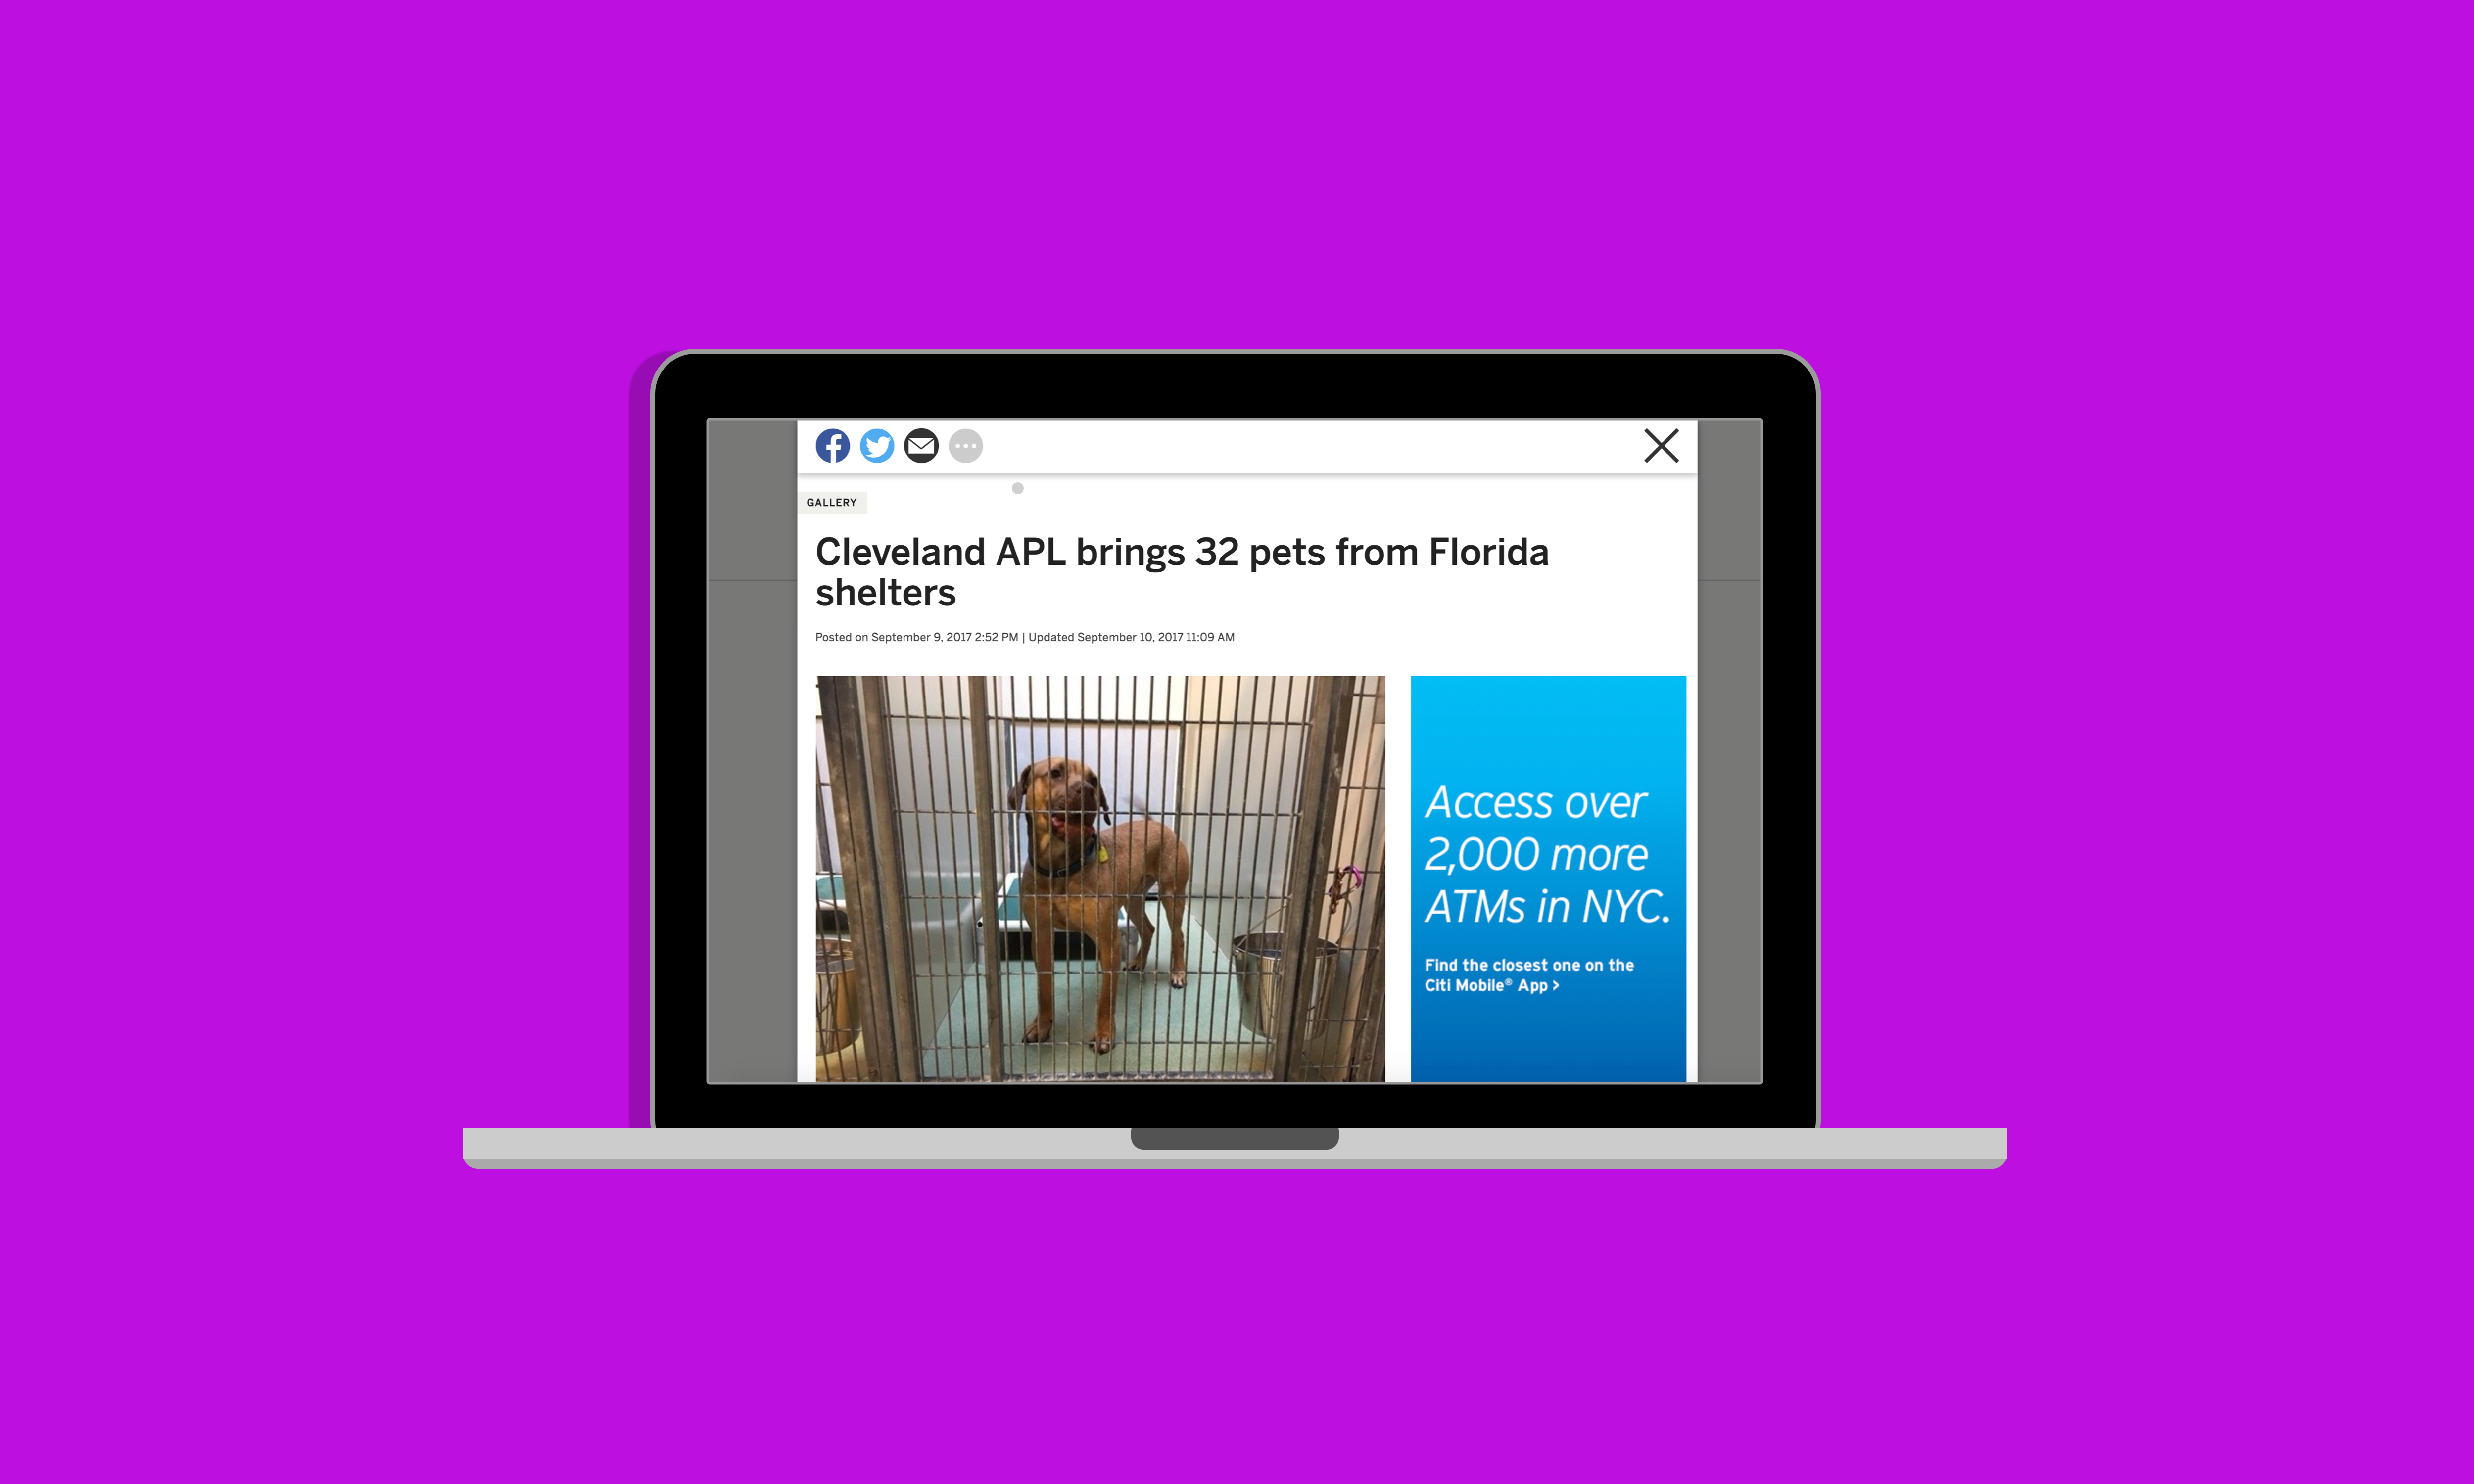 GALLERY
Cleveland APL brings 32 pets from Florida
shelters
Posted on September 9, 2017 2:52 PM | Updated September 10, 2017 11:09 AM
Access over
2,000 more
ATMs in NYC.
Find the closest one on the
Citi Mobile® App >